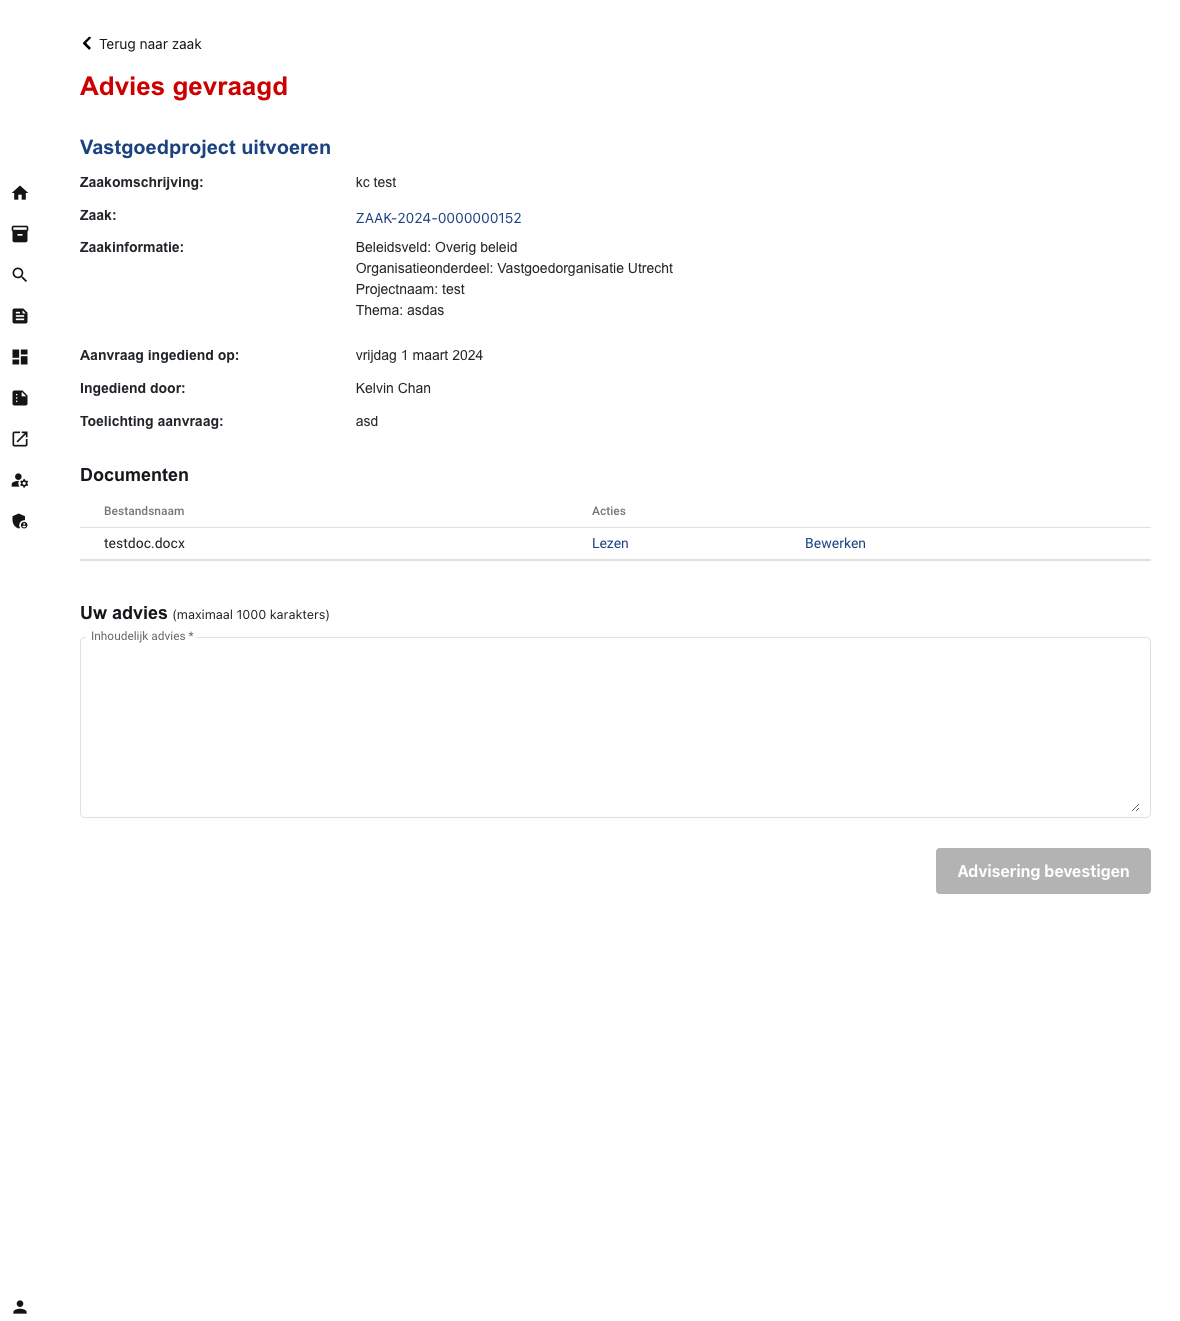 Terug naar zaak
Advies gevraagd
Vastgoedproject uitvoeren
Zaakomschrijving: kc test
Zaak: ZAAK-2024-0000000152
Zaakinformatie: Beleidsveld: Overig beleid
Organisatieonderdeel: Vastgoedorganisatie Utrecht
Projectnaam: test
Thema: asdas
Aanvraag ingediend op: vrijdag 1 maart 2024
Ingediend door: Kelvin Chan
Toelichting aanvraag: asd
Documenten
Bestandsnaam Acties
testdoc.docx Lezen Bewerken
Uw advies (maximaal 1000 karakters)
Inhoudelijk advies *
Advisering bevestigen